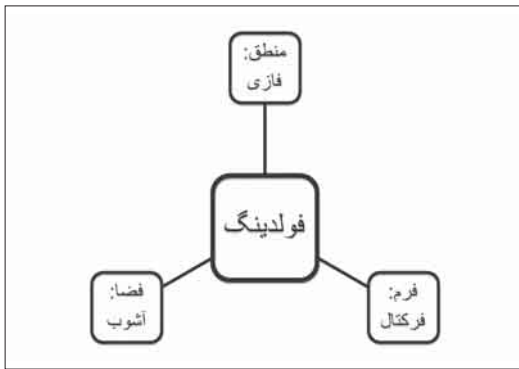 منطق:
فازی
فولدینگ
فرم:
فرکتال
فضا:
آشوب